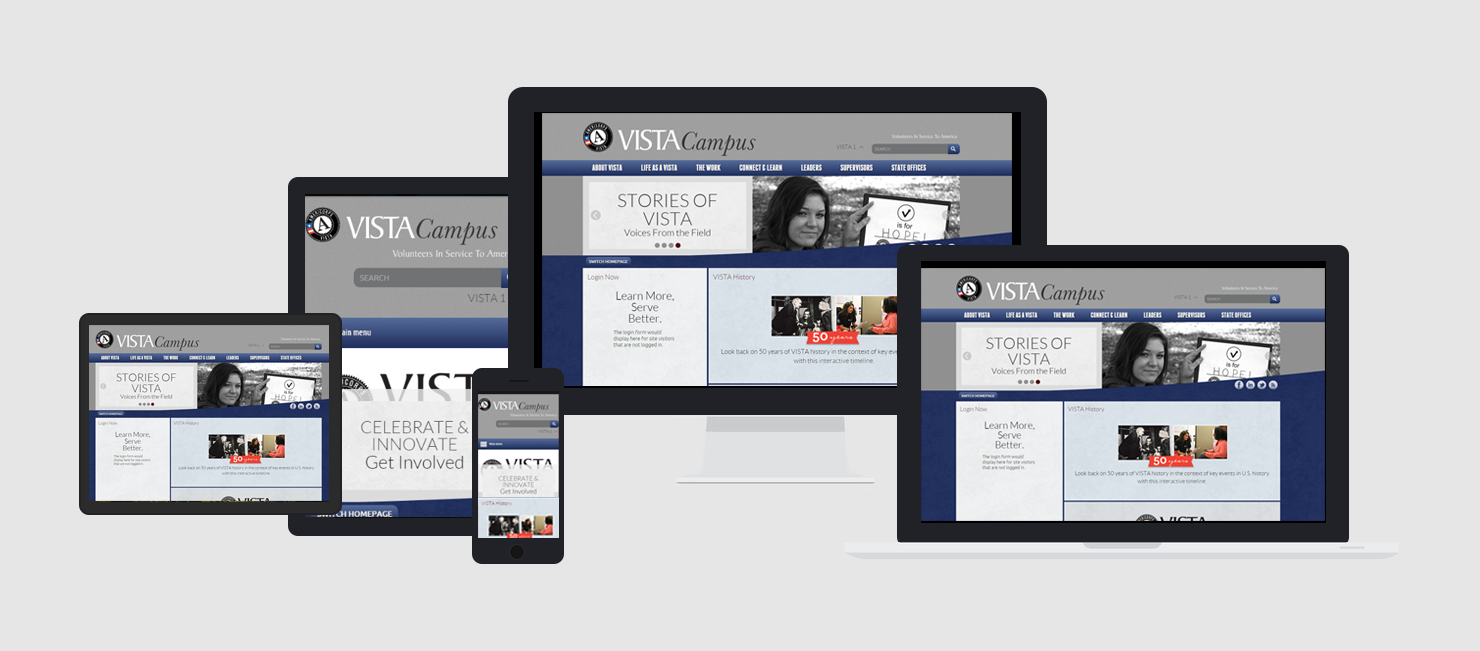 VISTA Campus
Volunteers In Service To America
VISTA 1
SEARCH
ABOUT VISTA LIFE AS A VISTA THE WORK CONNECT & LEARN LEADERS SUPERVISORS STATE OFFICES
STORIES OF
VISTA
Voices From the Field
is for
HOPE!
SWITCH HOMEPAGE
Login Now
Learn More,
Serve
Better.
The login form would
display here for site visitors
that are not logged in.
VISTA History
50 years
Look back on 50 years of VISTA history in the context of key eve
with this interactive timeline.
VISTA Campus
Volunteers In Service To Amer
SEARCH
VISTA 1
ain menu
VIST
CELEBRATE &
INNOVATE
Get Involved
SWITCH HOMEPAGE
VISTA Campus
ABOUT VISTA LIFE AS A VISTA THE WORK CONNECT & LEARN LEADERS SUPERVISORS STATE OFFICES
STORIES OF
VISTA
Voices From the Field
is for
HOPE!
SWITCH HOMEPAGE
Login Now
Learn More,
Serve
Better.
The login form would
display here for site visitors
that are not logged in.
VISTA History
50 years
Look back on 50 years of VISTA history in the context of key events in U.S. history
with this interactive timeline.
VISTA
VISTA Campus
Main menu
CELEBRATE &
INNOVATE
Get Involved
VISTA History
VISTA Campus
Volunteers In Service To America
VISTA 1
SEARCH
ABOUT VISTA LIFE AS A VISTA THE WORK CONNECT & LEARN LEADERS SUPERVISORS STATE OFFICES
STORIES OF
VISTA
Voices From the Field
is for
HOPE!
SWITCH HOMEPAGE
Login Now
Learn More,
Serve
Better.
The login form would
display here for site visitors
that are not logged in.
VISTA History
50 years
Look back on 50 years of VISTA history in the context of key events in U.S. history
with this interactive timeline.
VISTA